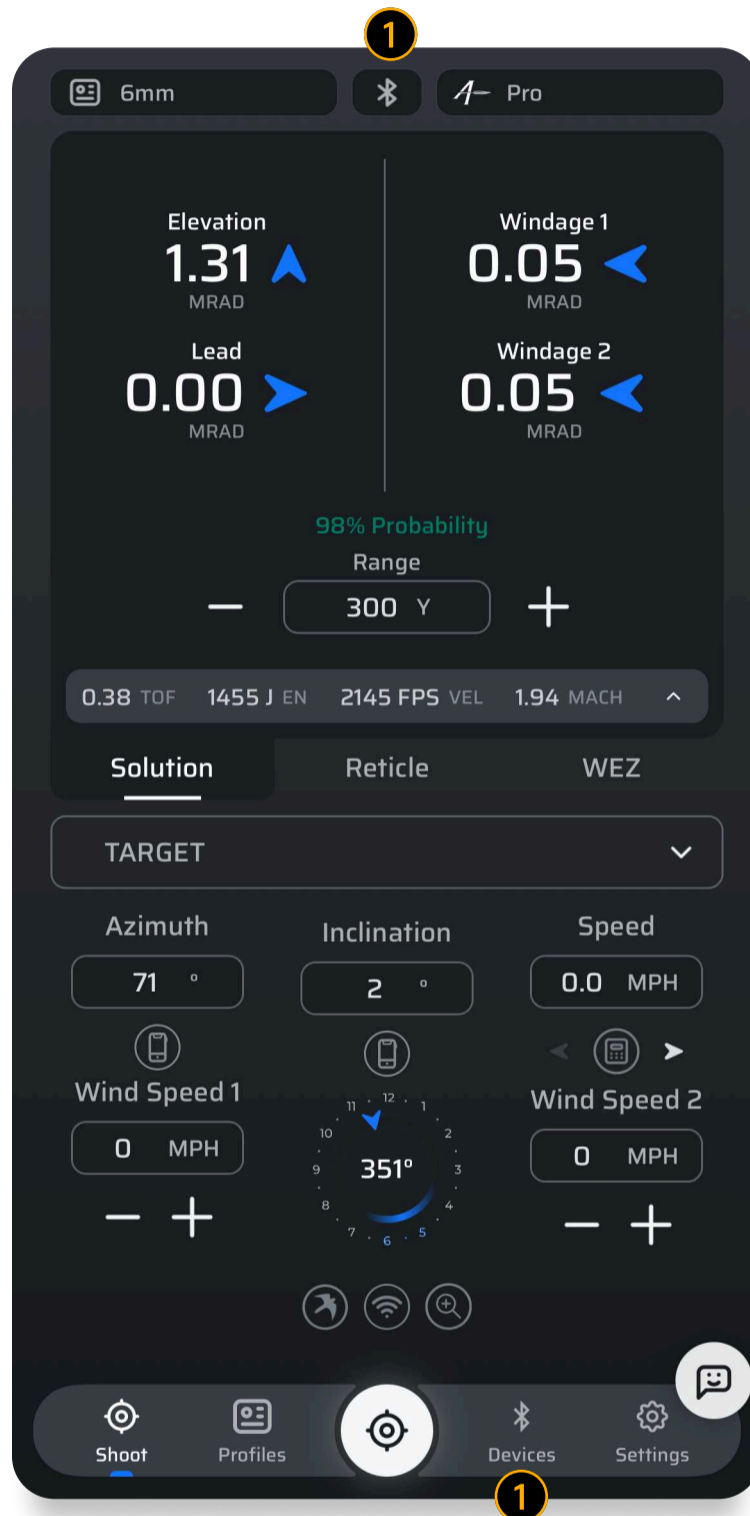 1
6mm
A Pro
Elevation
1.31
MRAD
Windage 1
0.05
MRAD
Lead
0.00
MRAD
Windage 2
0.05
MRAD
98% Probability
Range
300 Y
0.38 TOF 1455 J EN 2145 FPS VEL 1.94 MACH
Solution Reticle WEZ
TARGET
Azimuth
71 °
Inclination
2 °
Speed
0.0 MPH
Wind Speed 1
0 MPH
12
1
2
3
4
5
6
7
8
9
10
11
351°
Wind Speed 2
0 MPH
Shoot Profiles Devices Settings
1